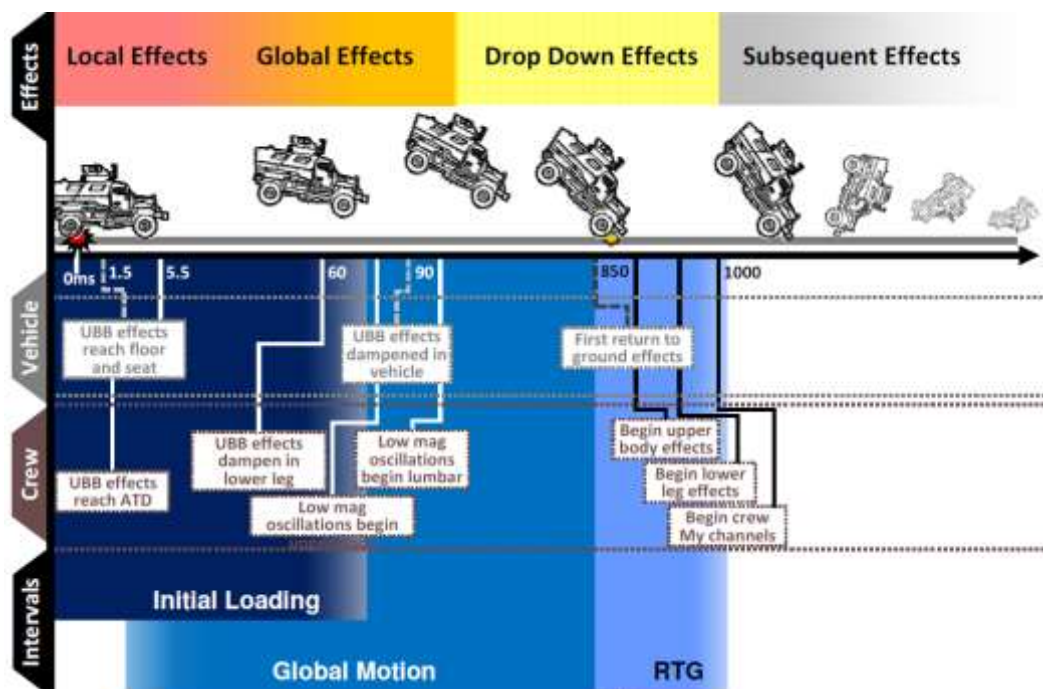 Effects
Local Effects
Global Effects
Drop Down Effects
Subsequent Effects
0ms
1.5
5.5
60
90
850
1000
Vehicle
UBB effects
reach floor
and seat
UBB effects
dampened in
vehicle
First return to
ground effects
Crew
UBB effects
reach ATD
UBB effects
dampen in
lower leg
Low mag
oscillations begin
Low mag
oscillations
begin lumbar
Begin upper
body effects
Begin lower
leg effects
Begin crew
My channels
Intervals
Initial Loading
Global Motion
RTG